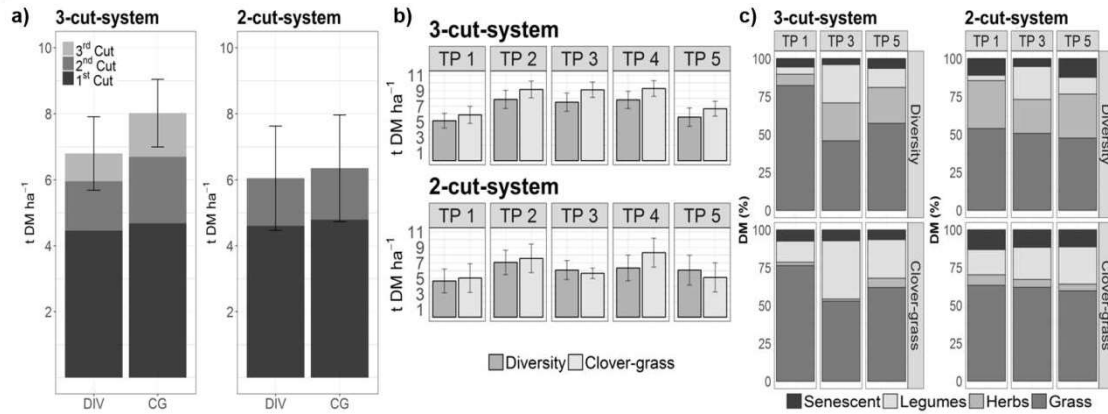 a)
3-cut-system
2-cut-system
10
8
6
4
2
t DM ha⁻¹
3rd Cut
2nd Cut
1st Cut
DIV
CG
10
8
6
4
2
t DM ha⁻¹
DIV
CG
b)
3-cut-system
TP 1
TP 2
TP 3
TP 4
TP 5
11
9
7
5
3
1
t DM ha⁻¹
2-cut-system
TP 1
TP 2
TP 3
TP 4
TP 5
11
9
7
5
3
1
t DM ha⁻¹
Diversity
Clover-grass
c)
3-cut-system
TP 1
TP 3
TP 5
100
75
50
25
0
DM (%)
Diversity
100
75
50
25
0
Clover-grass
2-cut-system
TP 1
TP 3
TP 5
100
75
50
25
0
DM (%)
Diversity
100
75
50
25
0
Clover-grass
Senescent
Legumes
Herbs
Grass